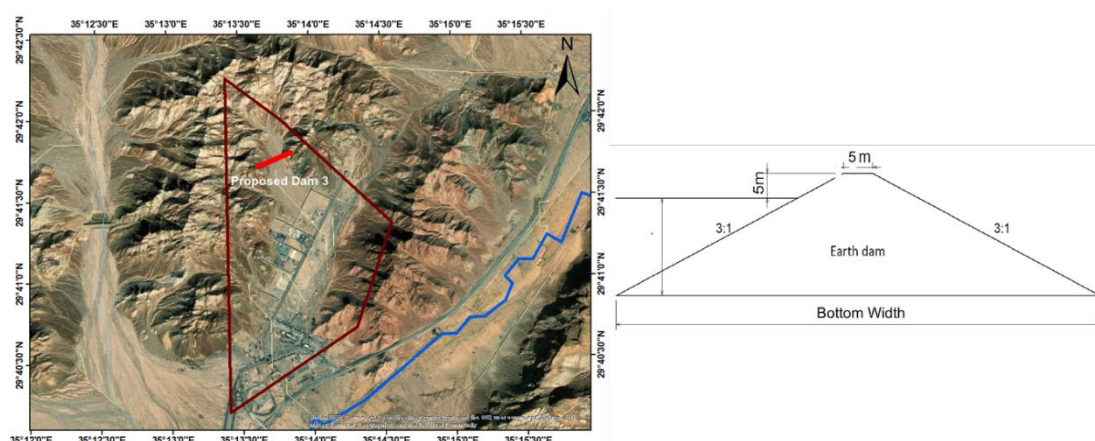 35°12'30"E
35°13'0"E
35°13'30"E
35°14'0"E
35°14'30"E
35°15'0"E
35°15'30"E
29°42'30"N
29°42'0"N
29°41'30"N
29°41'0"N
29°40'30"N
N
Proposed Dam 3
29°42'0"N
29°41'30"N
29°41'0"N
29°40'30"N
35°12'0"E
35°12'30"E
35°13'0"E
35°13'30"E
35°14'0"E
35°14'30"E
35°15'0"E
35°15'30"E
5 m
5m
3:1
3:1
Earth dam
Bottom Width